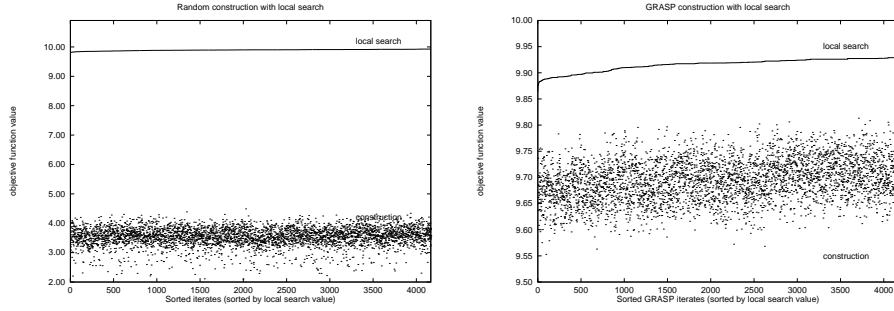 Random construction with local search
objective function value
10.00
9.00
8.00
7.00
6.00
5.00
4.00
3.00
2.00
local search
construction
0 500 1000 1500 2000 2500 3000 3500 4000
Sorted iterates (sorted by local search value)
GRASP construction with local search
objective function value
10.00
9.95
9.90
9.85
9.80
9.75
9.70
9.65
9.60
9.55
9.50
local search
construction
0 500 1000 1500 2000 2500 3000 3500 4000
Sorted GRASP iterates (sorted by local search value)